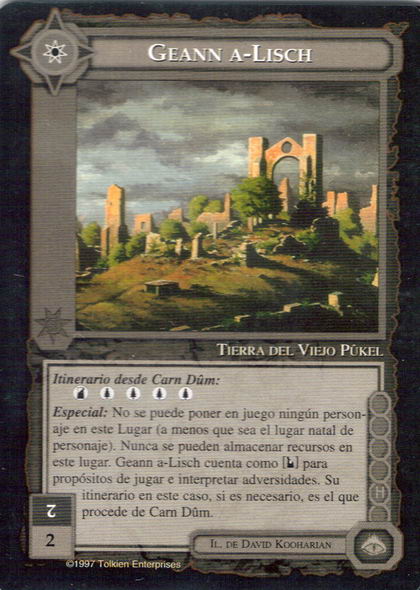 Geann a-Lisch
Tierra del Viejo Pûkel
Itinerario desde Carn Dûm:
Especial: No se puede poner en juego ningún person-
aje en este Lugar (a menos que sea el lugar natal de
personaje). Nunca se pueden almacenar recursos en
este lugar. Geann a-Lisch cuenta como [ ] para
propósitos de jugar e interpretar adversidades. Su
itinerario en este caso, si es necesario, es el que
procede de Carn Dûm.
H
2
2
Il. de David Kooharian
©1997 Tolkien Enterprises